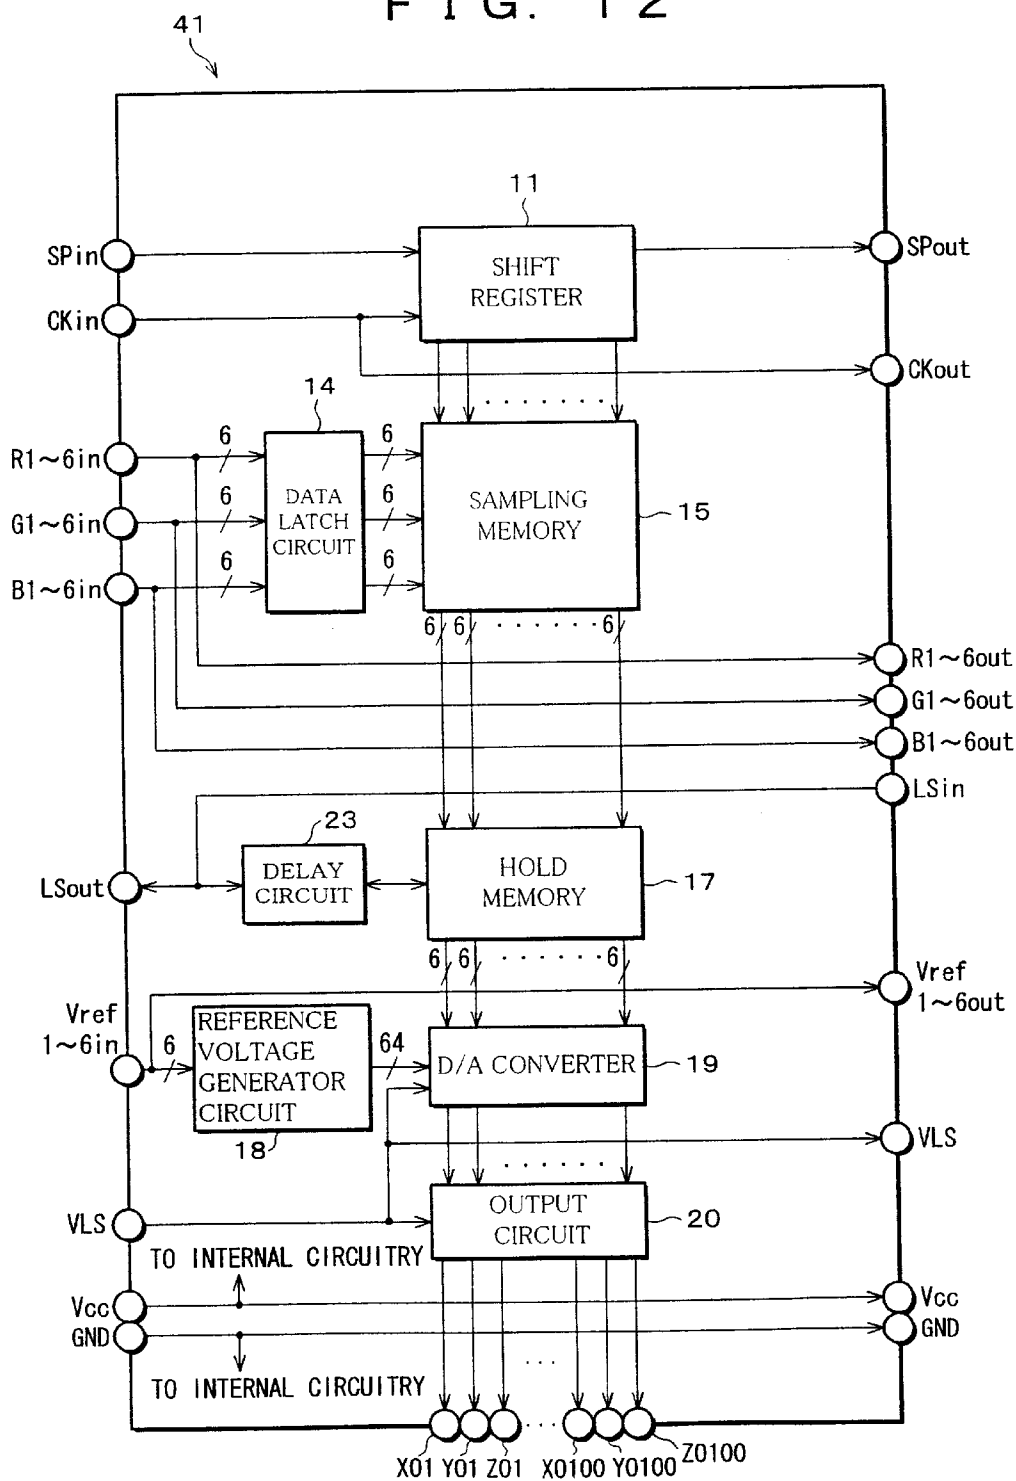 FIG. 12
41
11
SPin
SHIFT
REGISTER
SPout
CKin
CKout
14
R1~6in
6
6
G1~6in
6
DATA
LATCH
CIRCUIT
6
SAMPLING
MEMORY
15
B1~6in
6
6
6
6
. . . . . . .
6
R1~6out
G1~6out
B1~6out
LSin
23
LSout
DELAY
CIRCUIT
HOLD
MEMORY
17
6
6
. . . . . . .
6
Vref
1~6out
Vref
1~6in
6
REFERENCE
VOLTAGE
GENERATOR
CIRCUIT
18
64
D/A CONVERTER
19
VLS
VLS
OUTPUT
CIRCUIT
20
TO INTERNAL CIRCUITRY
Vcc
Vcc
GND
GND
TO INTERNAL CIRCUITRY
X01
Y01
Z01
X0100
Y0100
Z0100